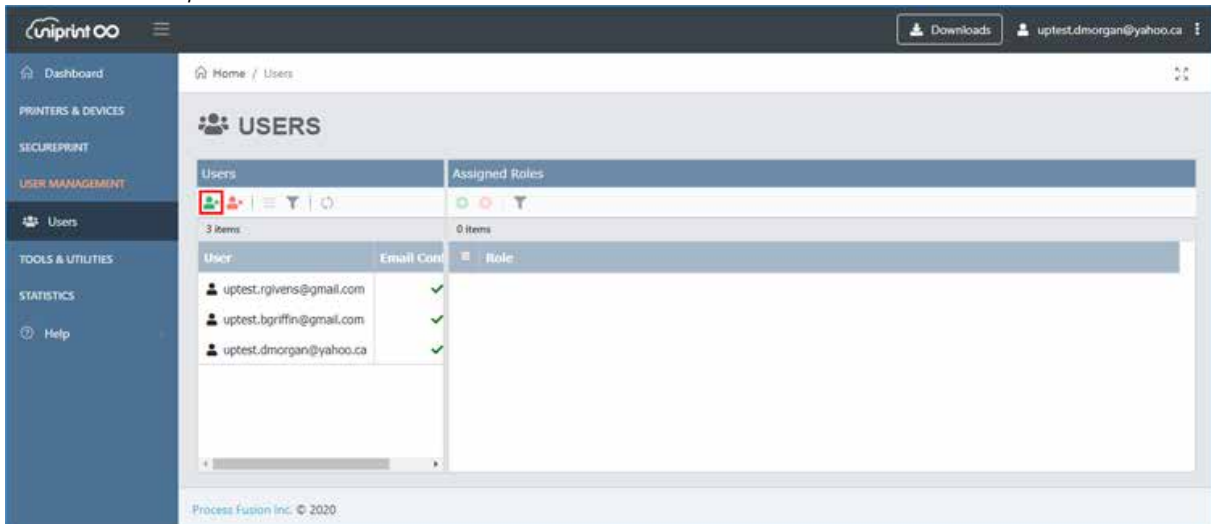 uniprint
Downloads
uptest.dmorgan@yahoo.ca
Dashboard
Home / Users
PRINTERS & DEVICES
USERS
SECUREPRINT
Users
Assigned Roles
USER MANAGEMENT
Users
3 items
0 items
User
Email Conf
Role
TOOLS & UTILITIES
uptest.rgivens@gmail.com
STATISTICS
uptest.bgriffin@gmail.com
Help
uptest.dmorgan@yahoo.ca
Process Fusion Inc. © 2020